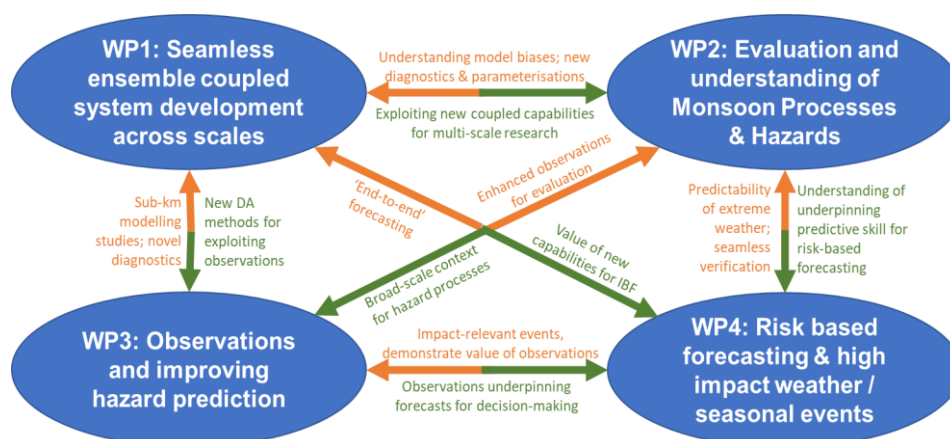 WP1: Seamless
ensemble coupled
system development
across scales
Understanding model biases; new
diagnostics & parameterisations
Exploiting new coupled capabilities
for multi-scale research
WP2: Evaluation and
understanding of
Monsoon Processes
& Hazards
Sub-km
modelling
studies; novel
diagnostics
New DA
methods for
exploiting
observations
'End-to-end'
forecasting
Enhanced observations
for evaluation
Broad-scale context
for hazard processes
Value of new
capabilities for IBF
Predictability
of extreme
weather;
seamless
verification
Understanding of
underpinning
predictive skill for
risk-based
forecasting
WP3: Observations
and improving
hazard prediction
Impact-relevant events,
demonstrate value of observations
Observations underpinning
forecasts for decision-making
WP4: Risk based
forecasting & high
impact weather /
seasonal events